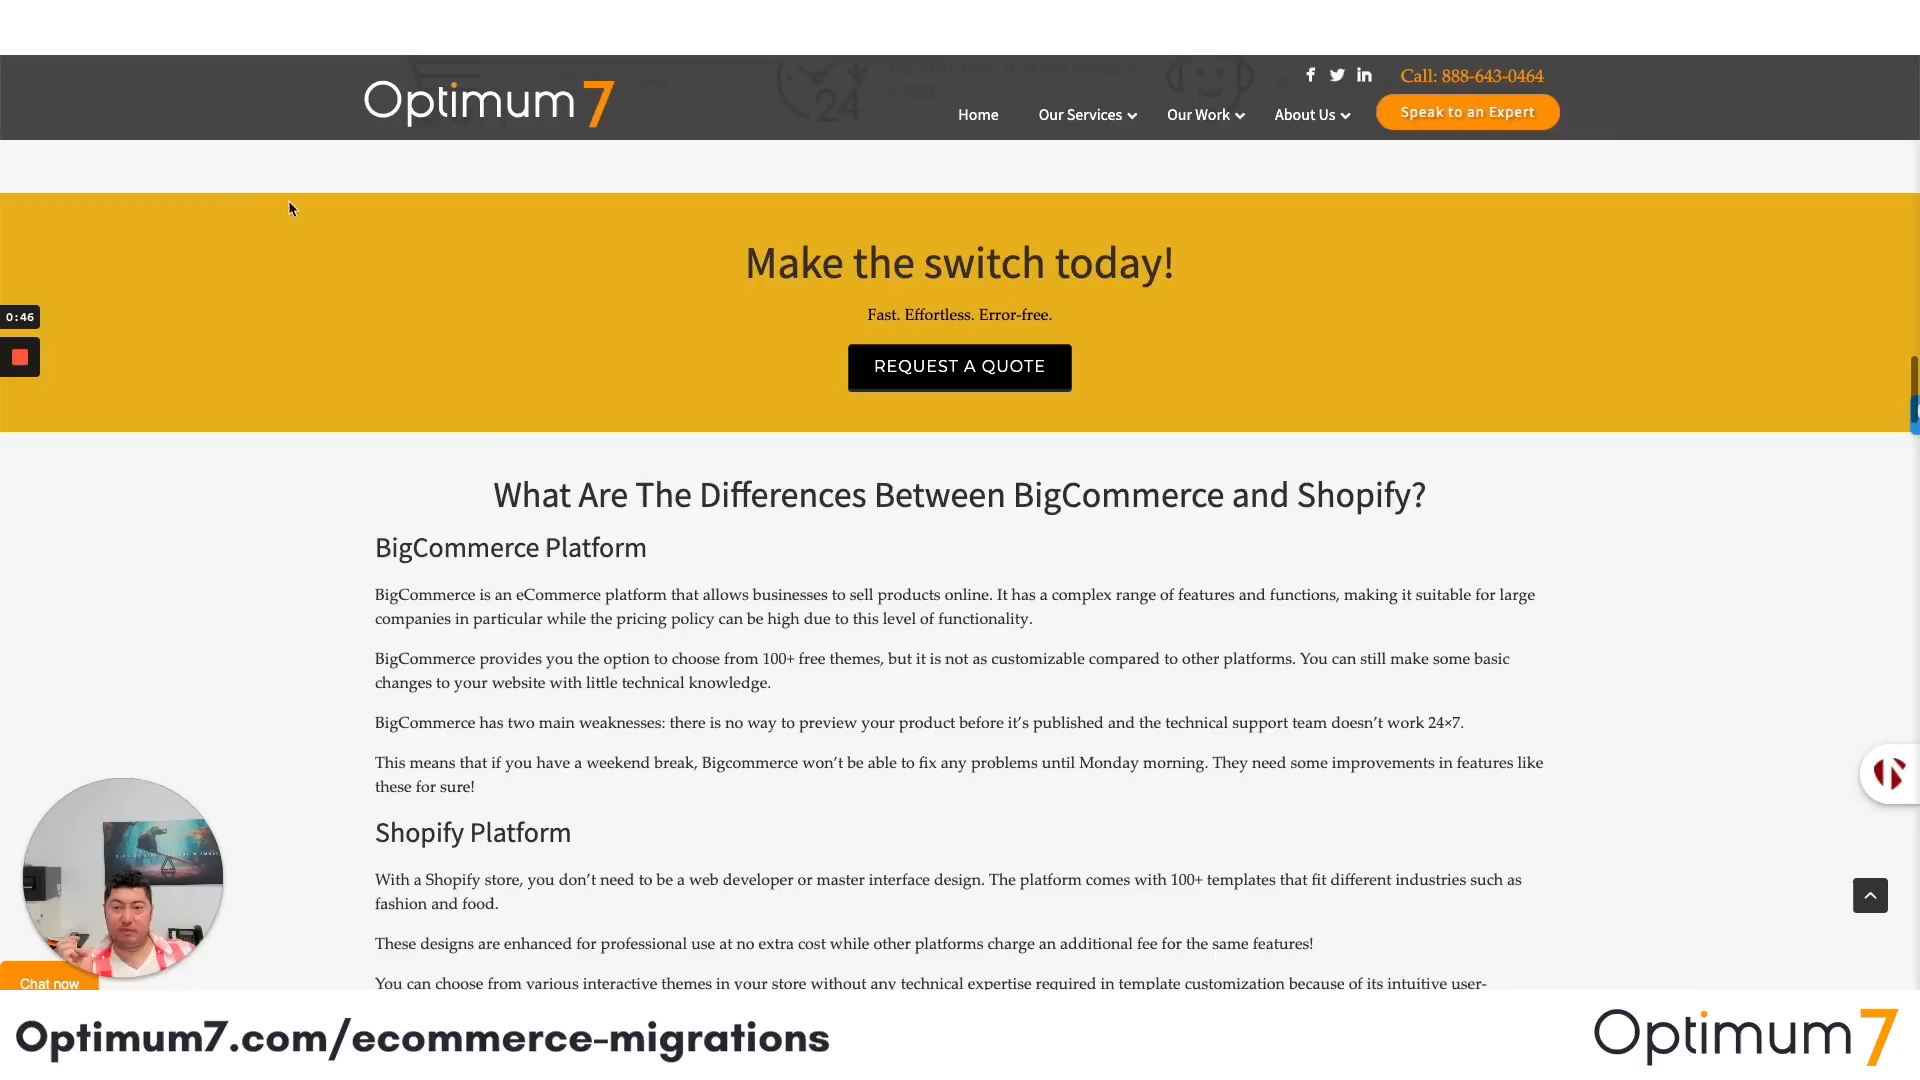 Optimum7
Call: 888-643-0464
Home
Our Services
Our Work
About Us
Speak to an Expert
24
Make the switch today!
Fast. Effortless. Error-free.
0:46
REQUEST A QUOTE
What Are The Differences Between BigCommerce and Shopify?
BigCommerce Platform
BigCommerce is an eCommerce platform that allows businesses to sell products online. It has a complex range of features and functions, making it suitable for large
companies in particular while the pricing policy can be high due to this level of functionality.
BigCommerce provides you the option to choose from 100+ free themes, but it is not as customizable compared to other platforms. You can still make some basic
changes to your website with little technical knowledge.
BigCommerce has two main weaknesses: there is no way to preview your product before it’s published and the technical support team doesn’t work 24×7.
This means that if you have a weekend break, Bigcommerce won’t be able to fix any problems until Monday morning. They need some improvements in features like
these for sure!
Shopify Platform
With a Shopify store, you don’t need to be a web developer or master interface design. The platform comes with 100+ templates that fit different industries such as
fashion and food.
These designs are enhanced for professional use at no extra cost while other platforms charge an additional fee for the same features!
You can choose from various interactive themes in your store without any technical expertise required in template customization because of its intuitive user-
Chat now
Optimum7.com/ecommerce-migrations
Optimum7